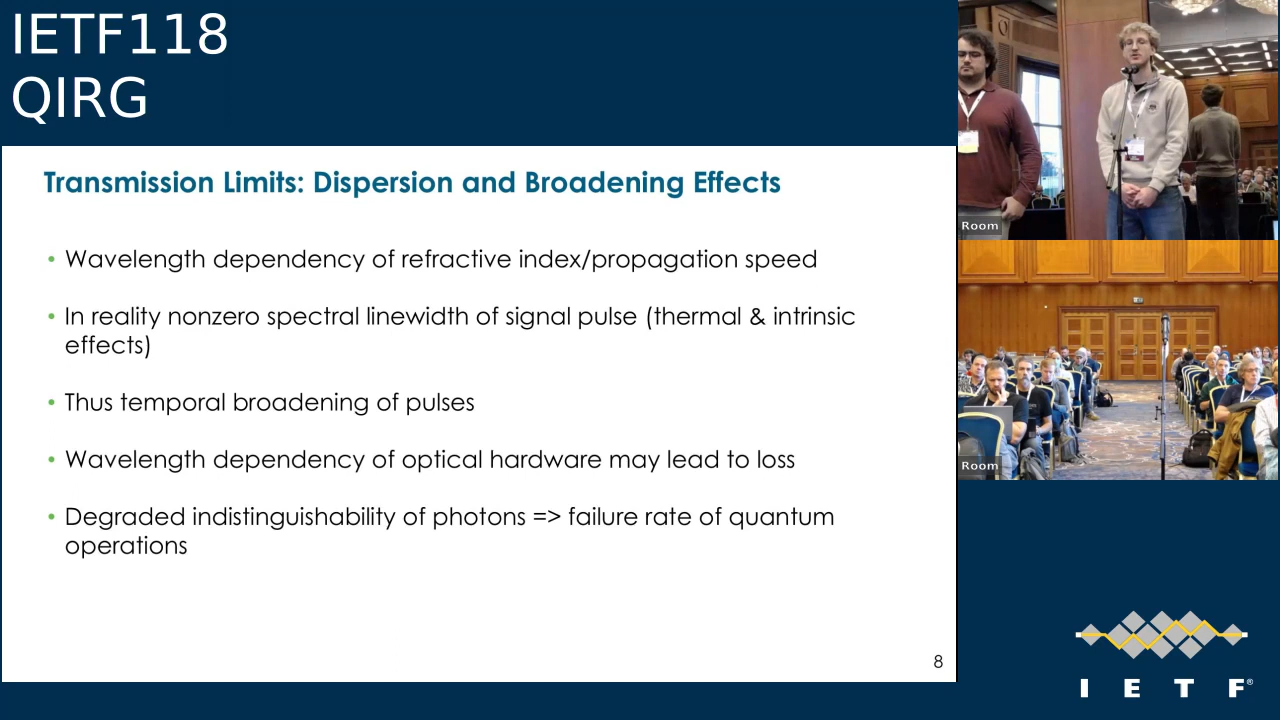 IETF118
QIRG
Transmission Limits: Dispersion and Broadening Effects
• Wavelength dependency of refractive index/propagation speed
• In reality nonzero spectral linewidth of signal pulse (thermal & intrinsic
effects)
• Thus temporal broadening of pulses
• Wavelength dependency of optical hardware may lead to loss
• Degraded indistinguishability of photons => failure rate of quantum
operations
8
Room
Room
I E T F®